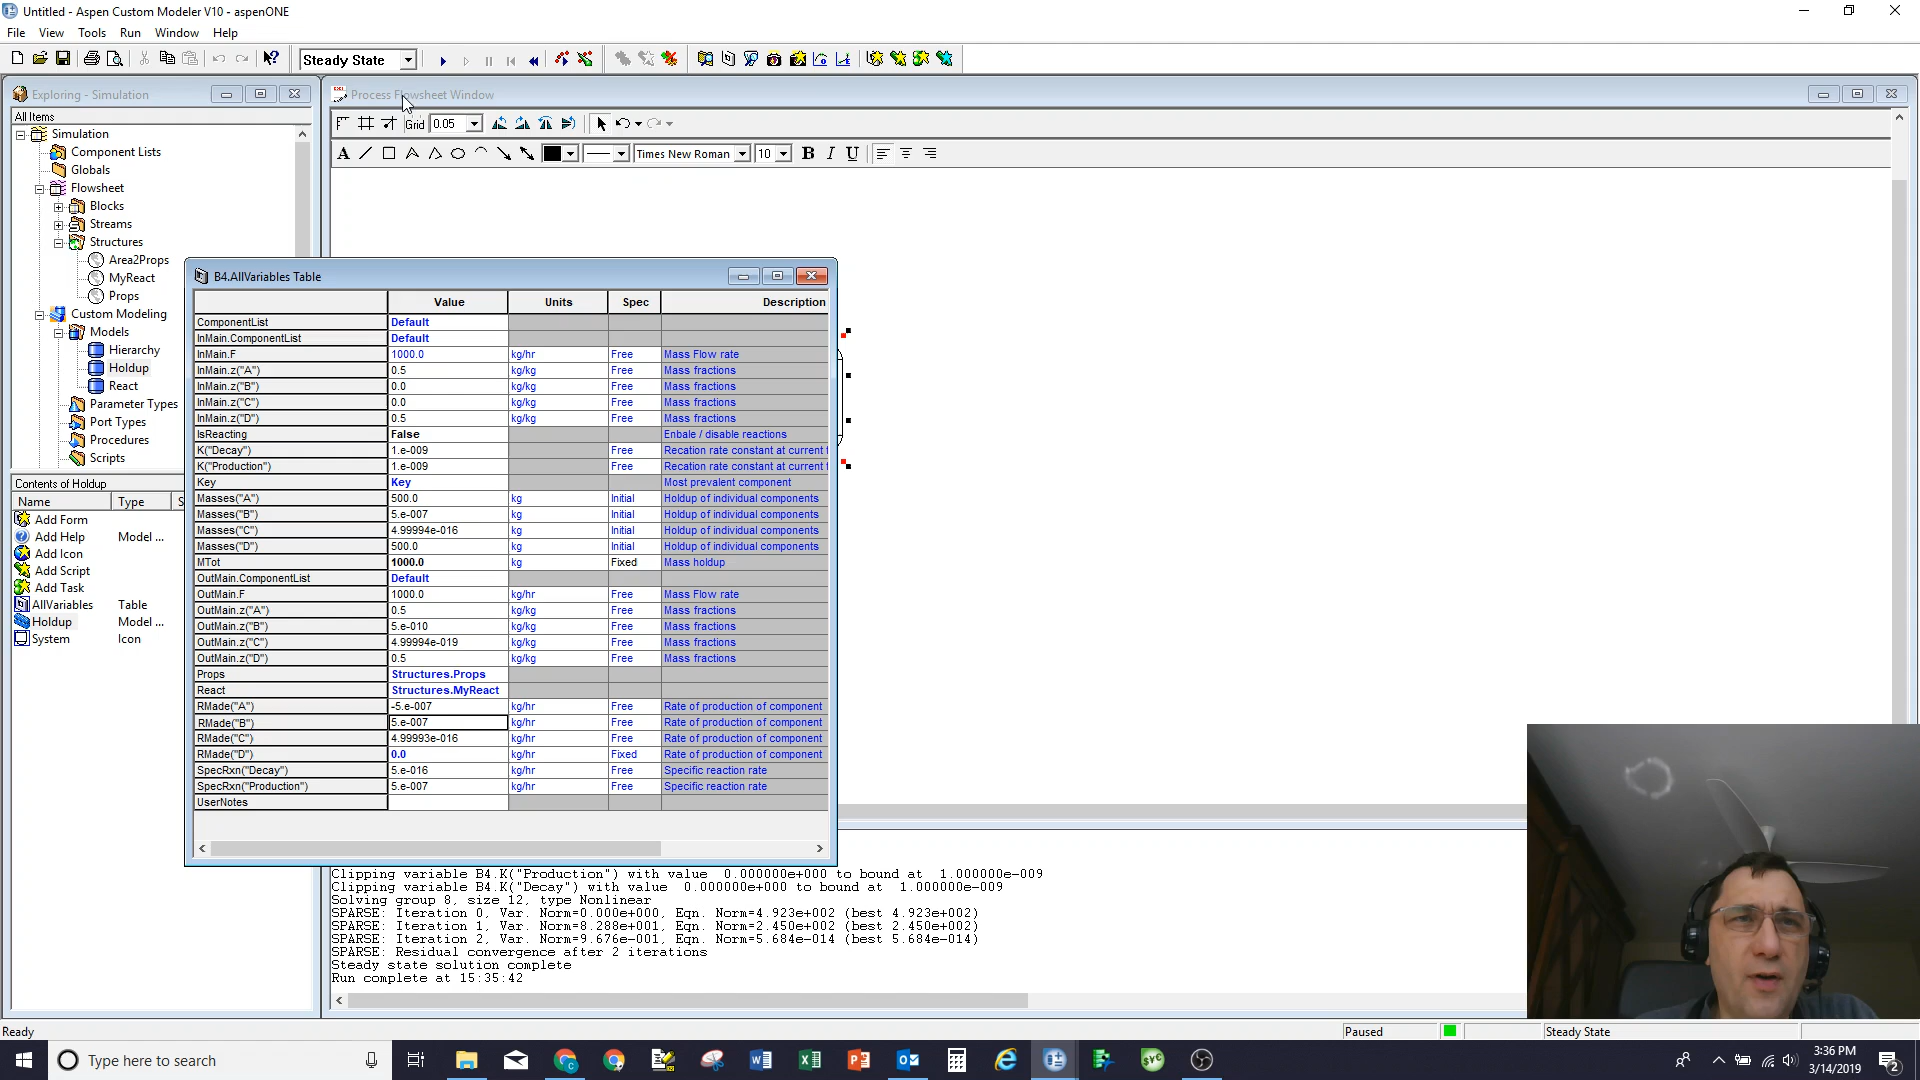 Untitled - Aspen Custom Modeler V10 - aspenONE
File View Tools Run Window Help
Steady State
Exploring - Simulation
All Items
Simulation
Component Lists
Globals
Flowsheet
Blocks
Streams
Structures
Area2Props
MyReact
Props
Custom Modeling
Models
Hierarchy
Holdup
React
Parameter Types
Port Types
Procedures
Scripts
Contents of Holdup
Name Type S
Add Form
Add Help Model ...
Add Icon
Add Script
Add Task
AllVariables Table
Holdup Model ...
System Icon
Process Flowsheet Window
Grid 0.05
Times New Roman 10 B I U
B4.AllVariables Table
Value Units Spec Description
ComponentList Default
InMain.ComponentList Default
InMain.F 1000.0 kg/hr Free Mass Flow rate
InMain.z("A") 0.5 kg/kg Free Mass fractions
InMain.z("B") 0.0 kg/kg Free Mass fractions
InMain.z("C") 0.0 kg/kg Free Mass fractions
InMain.z("D") 0.5 kg/kg Free Mass fractions
IsReacting False Enbale / disable reactions
K("Decay") 1.e-009 Free Recation rate constant at current
K("Production") 1.e-009 Free Recation rate constant at current
Key Key Most prevalent component
Masses("A") 500.0 kg Initial Holdup of individual components
Masses("B") 5.e-007 kg Initial Holdup of individual components
Masses("C") 4.99994e-016 kg Initial Holdup of individual components
Masses("D") 500.0 kg Initial Holdup of individual components
MTot 1000.0 kg Fixed Mass holdup
OutMain.ComponentList Default
OutMain.F 1000.0 kg/hr Free Mass Flow rate
OutMain.z("A") 0.5 kg/kg Free Mass fractions
OutMain.z("B") 5.e-010 kg/kg Free Mass fractions
OutMain.z("C") 4.99994e-019 kg/kg Free Mass fractions
OutMain.z("D") 0.5 kg/kg Free Mass fractions
Props Structures.Props
React Structures.MyReact
RMade("A") -5.e-007 kg/hr Free Rate of production of component
RMade("B") 5.e-007 kg/hr Free Rate of production of component
RMade("C") 4.99993e-016 kg/hr Free Rate of production of component
RMade("D") 0.0 kg/hr Fixed Rate of production of component
SpecRxn("Decay") 5.e-016 kg/hr Free Specific reaction rate
SpecRxn("Production") 5.e-007 kg/hr Free Specific reaction rate
UserNotes
Clipping variable B4.K("Production") with value 0.000000e+000 to bound at 1.000000e-009
Clipping variable B4.K("Decay") with value 0.000000e+000 to bound at 1.000000e-009
Solving group 8, size 12, type Nonlinear
SPARSE: Iteration 0, Var. Norm=0.000e+000, Eqn. Norm=4.923e+002 (best 4.923e+002)
SPARSE: Iteration 1, Var. Norm=8.288e+001, Eqn. Norm=2.450e+002 (best 2.450e+002)
SPARSE: Iteration 2, Var. Norm=9.676e-001, Eqn. Norm=5.684e-014 (best 5.684e-014)
SPARSE: Residual convergence after 2 iterations
Steady state solution complete
Run complete at 15:35:42
Ready Paused Steady State
Type here to search
3:36 PM
3/14/2019
2